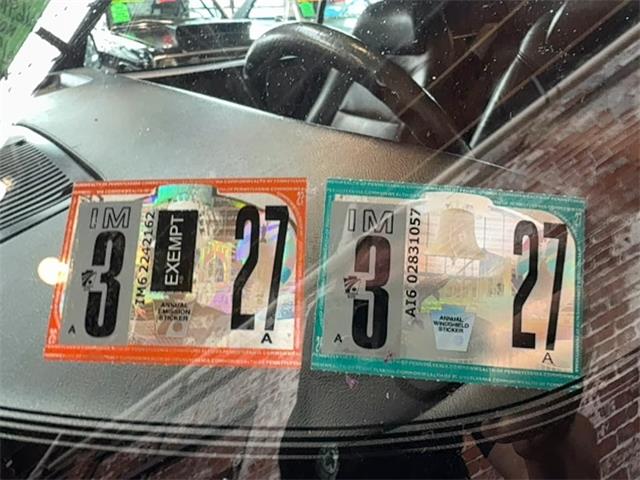 IM
3
A
IM6 2242162
EXEMPT
ANNUAL
EMISSION
STICKER
27
A
IM
3
A
AI6 02831057
ANNUAL
WINDSHIELD
STICKER
27
A